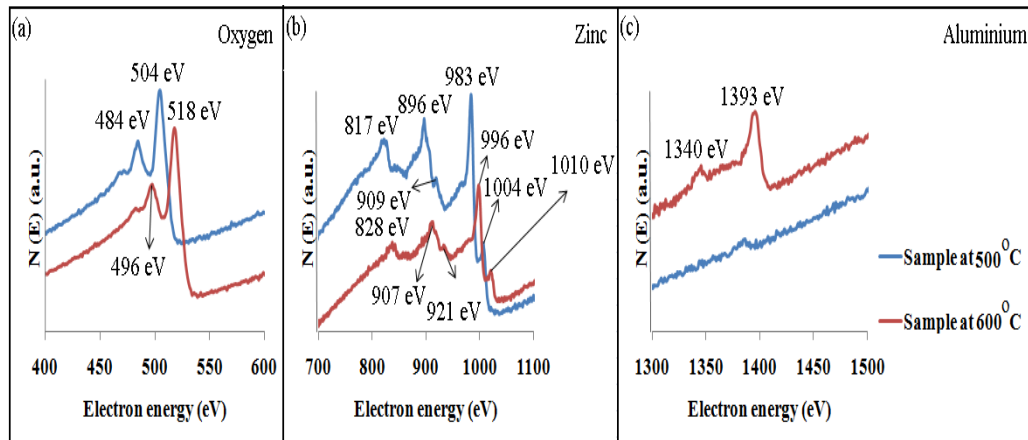 (a)
Oxygen
504 eV
518 eV
484 eV
496 eV
N (E) (a.u.)
400 450 500 550 600
Electron energy (eV)
(b)
Zinc
983 eV
896 eV
817 eV
996 eV
1010 eV
1004 eV
909 eV
828 eV
907 eV
921 eV
N (E) (a.u.)
700 800 900 1000 1100
Electron energy (eV)
(c)
Aluminium
1393 eV
1340 eV
N (E) (a.u.)
1300 1350 1400 1450 1500
Electron energy (eV)
Sample at 500°C
Sample at 600°C